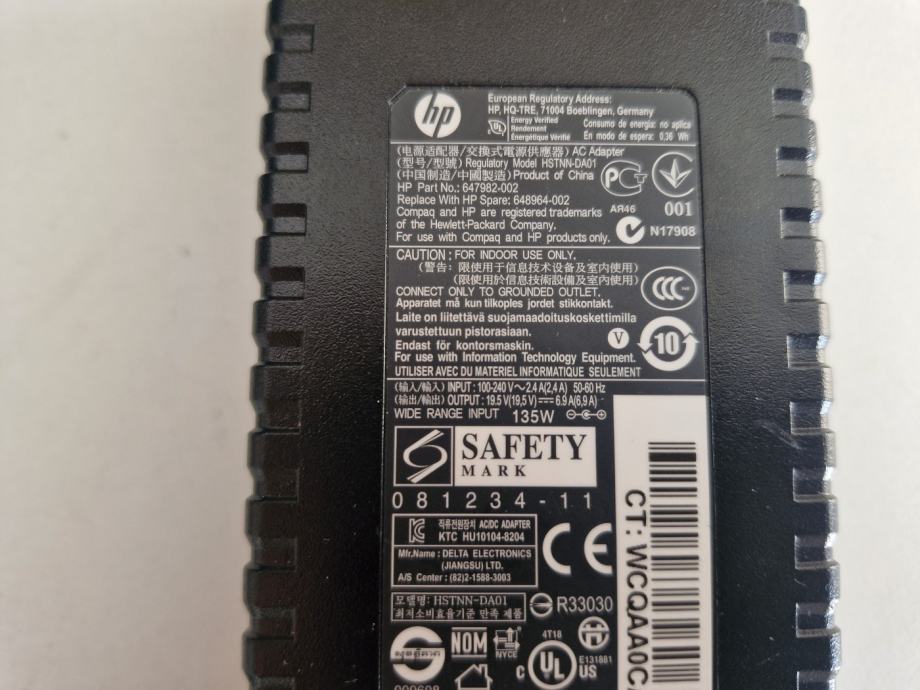 hp
European Regulatory Address:
HP, HQ-TRE, 71004 Boeblingen, Germany
UL Energy Verified Consumo de energía: no aplica
Rendement En modo de espera: 0,36 Wh
Énergétique Vérifié
(电源适配器/交換式電源供應器) AC Adapter
(型号/型號) Regulatory Model HSTNN-DA01
(中国制造/中國製造) Product of China
HP Part No.: 647982-002
Replace With HP Spare: 648964-002
Compaq and HP are registered trademarks
of the Hewlett-Packard Company.
For use with Compaq and HP products only.
АЯ46
001
N17908
CAUTION: FOR INDOOR USE ONLY.
(警告: 限使用于信息技术设备及室内使用)
(限使用於信息技術設備及室內使用)
CONNECT ONLY TO GROUNDED OUTLET.
Apparatet må kun tilkoples jordet stikkontakt.
Laite on liitettävä suojamaadoituskoskettimilla
varustettuun pistorasiaan.
Endast för kontorsmaskin.
For use with Information Technology Equipment.
UTILISER AVEC DU MATERIEL INFORMATIQUE SEULEMENT
V
10
(输入/輸入) INPUT: 100-240 V~2.4 A(2,4 A) 50-60 Hz
(输出/輸出) OUTPUT: 19.5 V(19,5 V)⎓6.9 A(6,9 A)
WIDE RANGE INPUT 135W
SAFETY
MARK
081234-11
직류전원장치 AC/DC ADAPTER
KTC HU10104-8204
Mfr.Name : DELTA ELECTRONICS
(JIANGSU) LTD.
A/S Center : (82)2-1588-3003
CE
모델명: HSTNN-DA01
최저소비효율기준 만족 제품
R33030
CT: WCQAA0C
NOM
NYCE
4T18
c UL US
E131881